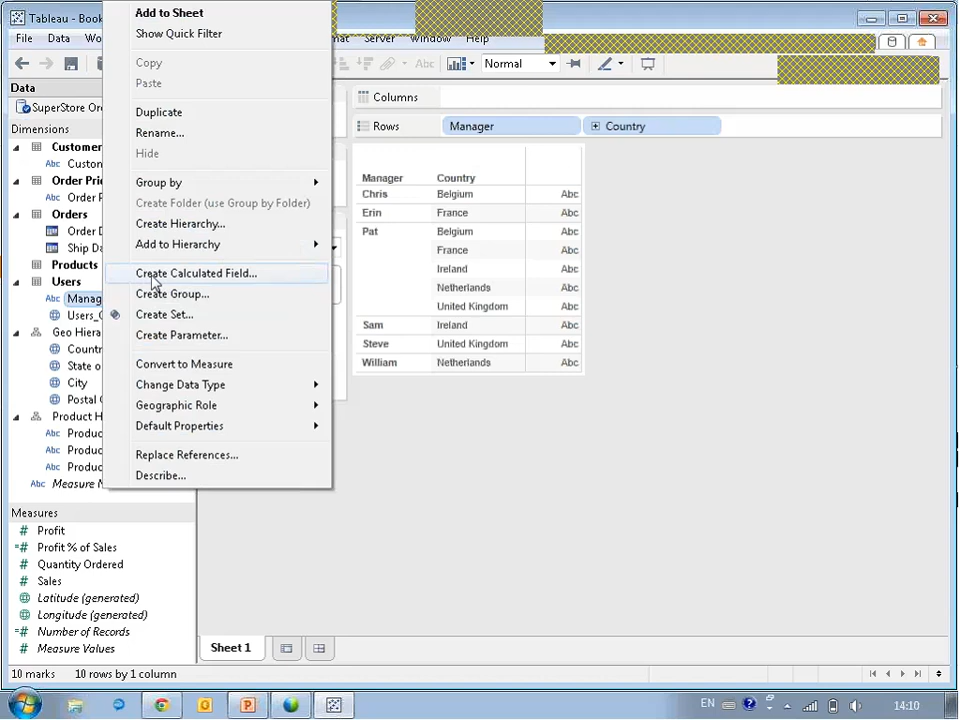 Tableau - Book
File Data Wo
Server Window Help
Add to Sheet
Show Quick Filter
Copy
Paste
Duplicate
Rename...
Hide
Group by
Create Folder (use Group by Folder)
Create Hierarchy...
Add to Hierarchy
Create Calculated Field...
Create Group...
Create Set...
Create Parameter...
Convert to Measure
Change Data Type
Geographic Role
Default Properties
Replace References...
Describe...
Abc
Normal
Data
SuperStore Or
Dimensions
Customer
Abc Custon
Order Pri
Abc Order P
Orders
Order D
Ship Da
Products
Users
Abc Manag
Users_C
Geo Hiera
Countr
State o
City
Postal C
Product H
Abc Produc
Abc Produc
Abc Produc
Abc Measure N
Measures
# Profit
=# Profit % of Sales
# Quantity Ordered
# Sales
Latitude (generated)
Longitude (generated)
=# Number of Records
# Measure Values
Columns
Rows Manager Country
Manager Country
Chris Belgium Abc
Erin France Abc
Pat Belgium Abc
France Abc
Ireland Abc
Netherlands Abc
United Kingdom Abc
Sam Ireland Abc
Steve United Kingdom Abc
William Netherlands Abc
Sheet 1
10 marks 10 rows by 1 column
EN 14:10